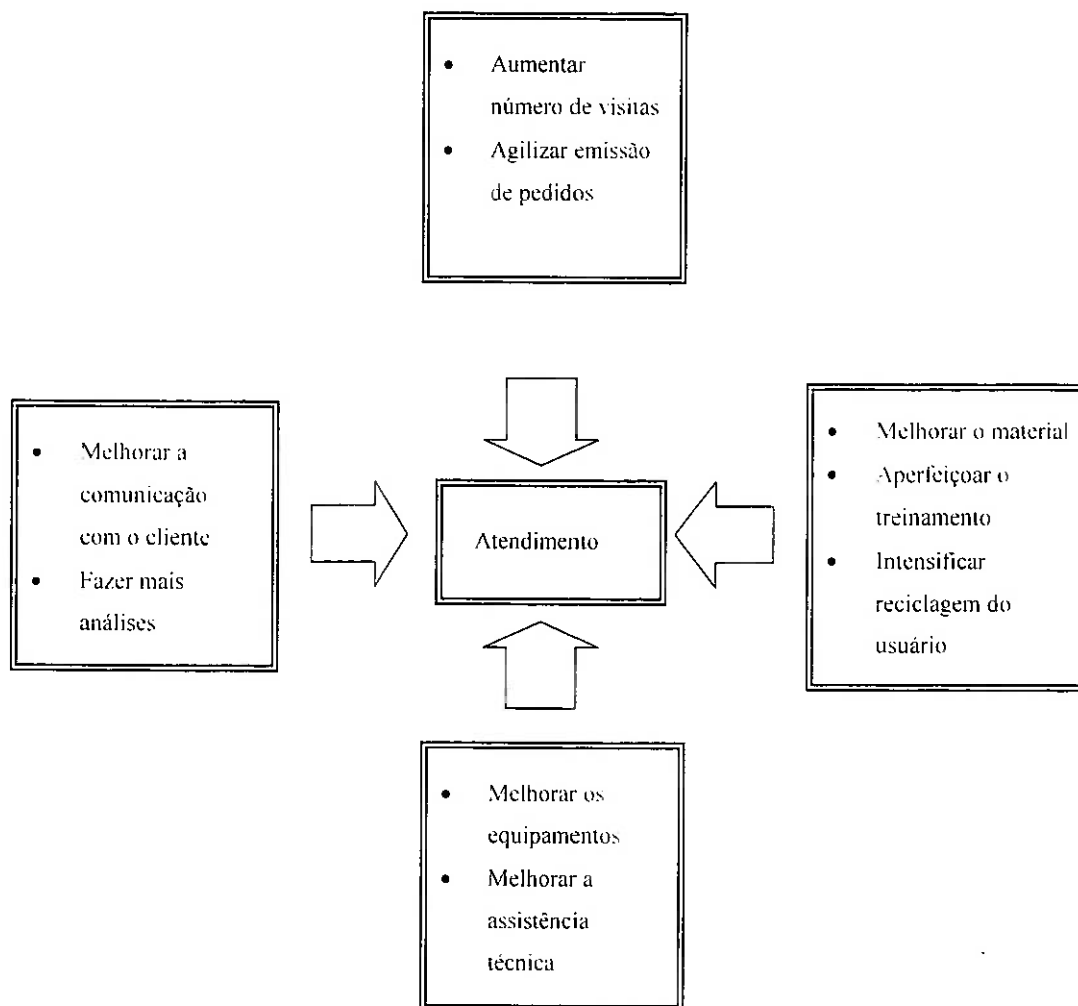 • Aumentar
número de visitas
• Agilizar emissão
de pedidos
• Melhorar a
comunicação
com o cliente
• Fazer mais
análises
Atendimento
• Melhorar o material
• Aperfeiçoar o
treinamento
• Intensificar
reciclagem do
usuário
• Melhorar os
equipamentos
• Melhorar a
assistência
técnica